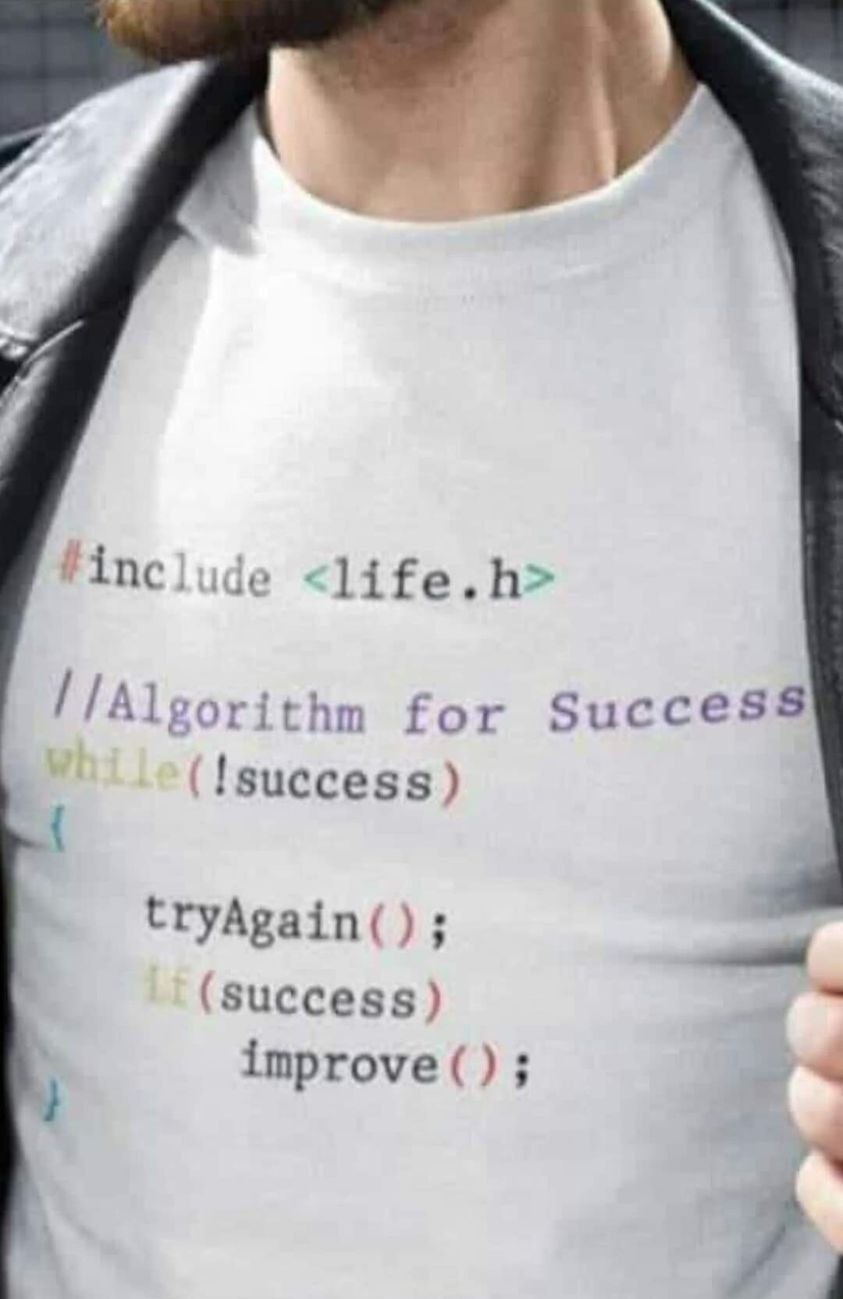 #include <life.h>
//Algorithm for Success
while(!success)
{
tryAgain();
if(success)
improve();
}